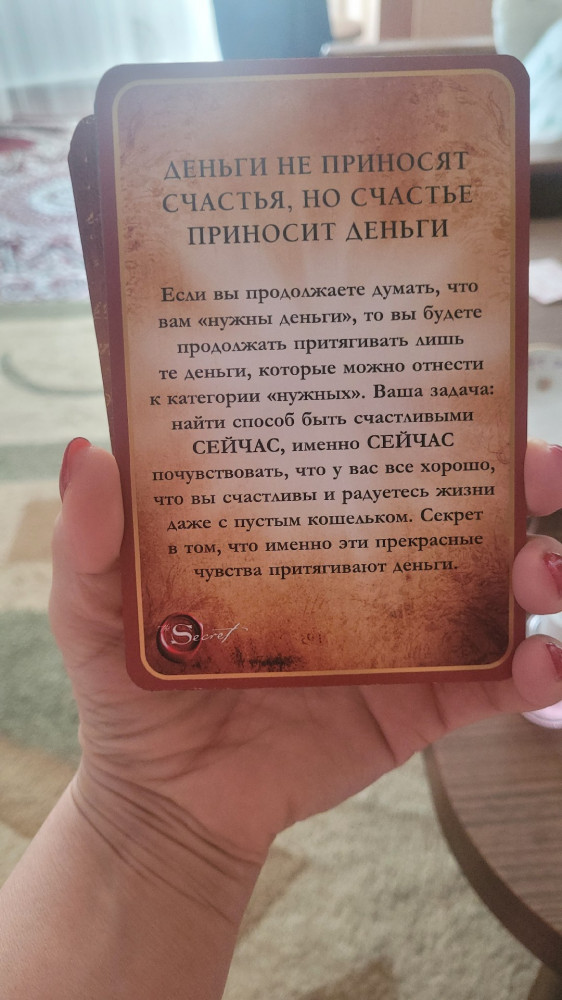 ДЕНЬГИ НЕ ПРИНОСЯТ
СЧАСТЬЯ, НО СЧАСТЬЕ
ПРИНОСИТ ДЕНЬГИ
Если вы продолжаете думать, что
вам «нужны деньги», то вы будете
продолжать притягивать лишь
те деньги, которые можно отнести
к категории «нужных». Ваша задача:
найти способ быть счастливыми
СЕЙЧАС, именно СЕЙЧАС
почувствовать, что у вас все хорошо,
что вы счастливы и радуетесь жизни
даже с пустым кошельком. Секрет
в том, что именно эти прекрасные
чувства притягивают деньги.
The Secret